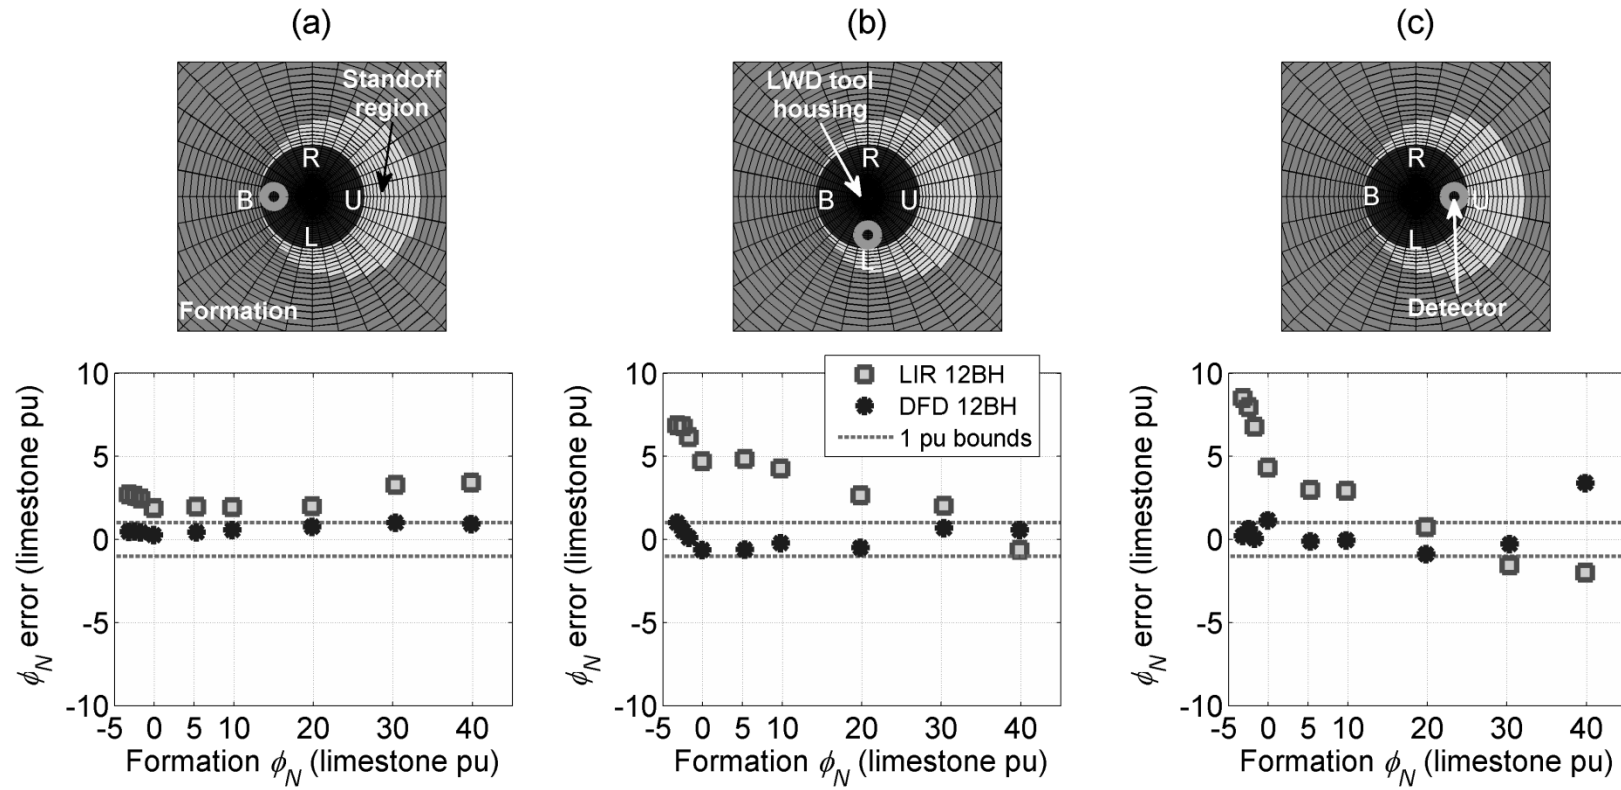 (a)
(b)
(c)
Standoff
region
R
B
U
L
Formation
LWD tool
housing
R
B
U
L
R
B
U
L
Detector
10
5
0
-5
-10
-5
0
5
10
20
30
40
ϕN error (limestone pu)
Formation ϕN (limestone pu)
10
5
0
-5
-10
-5
0
5
10
20
30
40
ϕN error (limestone pu)
Formation ϕN (limestone pu)
LIR 12BH
DFD 12BH
1 pu bounds
10
5
0
-5
-10
-5
0
5
10
20
30
40
ϕN error (limestone pu)
Formation ϕN (limestone pu)